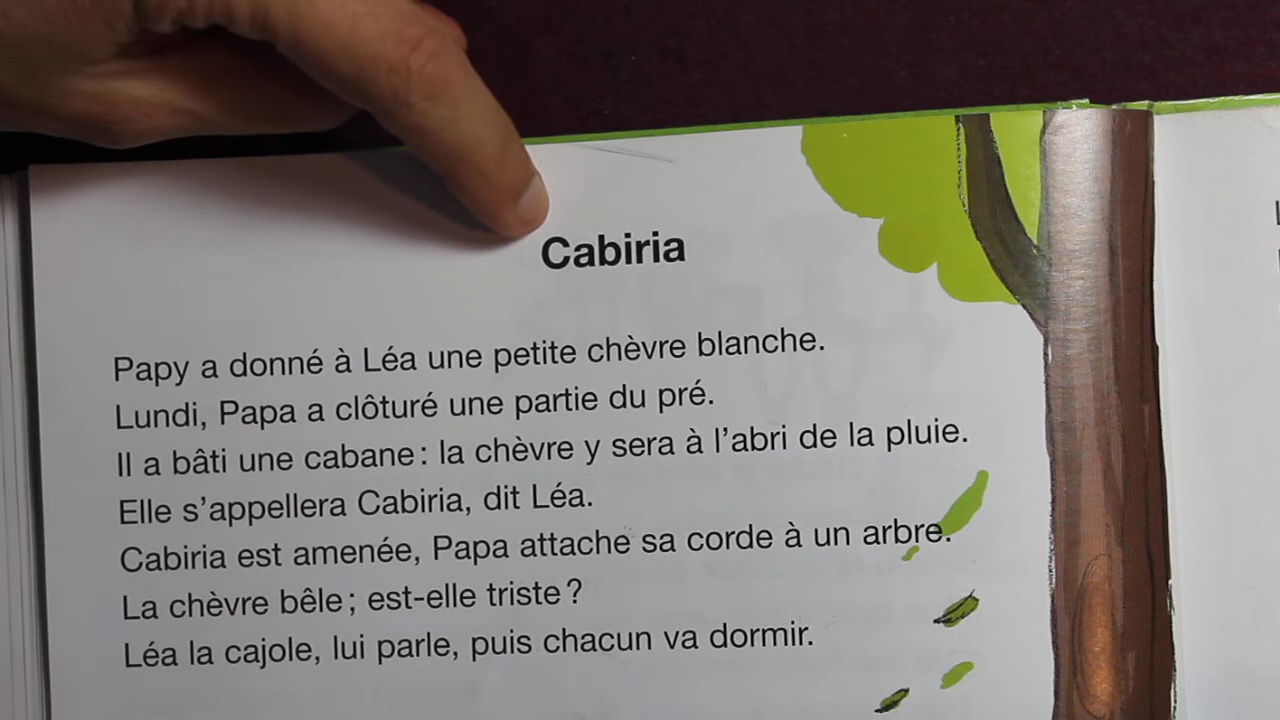 Cabiria
Papy a donné à Léa une petite chèvre blanche.
Lundi, Papa a clôturé une partie du pré.
Il a bâti une cabane : la chèvre y sera à l'abri de la pluie.
Elle s'appellera Cabiria, dit Léa.
Cabiria est amenée, Papa attache sa corde à un arbre.
La chèvre bêle ; est-elle triste ?
Léa la cajole, lui parle, puis chacun va dormir.